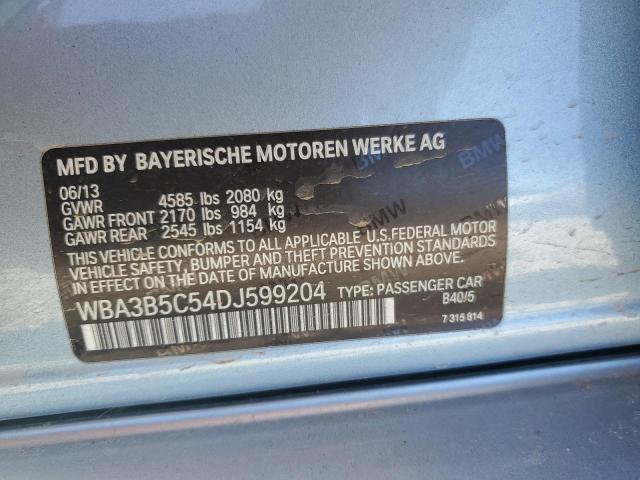 MFD BY BAYERISCHE MOTOREN WERKE AG
06/13
GVWR 4585 lbs 2080 kg
GAWR FRONT 2170 lbs 984 kg
GAWR REAR 2545 lbs 1154 kg
THIS VEHICLE CONFORMS TO ALL APPLICABLE U.S.FEDERAL MOTOR
VEHICLE SAFETY, BUMPER AND THEFT PREVENTION STANDARDS
IN EFFECT ON THE DATE OF MANUFACTURE SHOWN ABOVE.
WBA3B5C54DJ599204 TYPE: PASSENGER CAR
B40/5
7 315 814
BMW
BMW
BMW